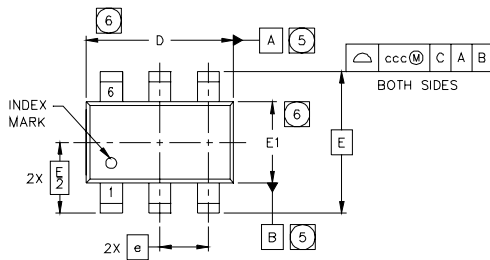 6
D
A 5
⌓ ccc Ⓜ C A B
BOTH SIDES
6
INDEX
MARK
E1
6
E
2X E/2
1
B 5
2X e